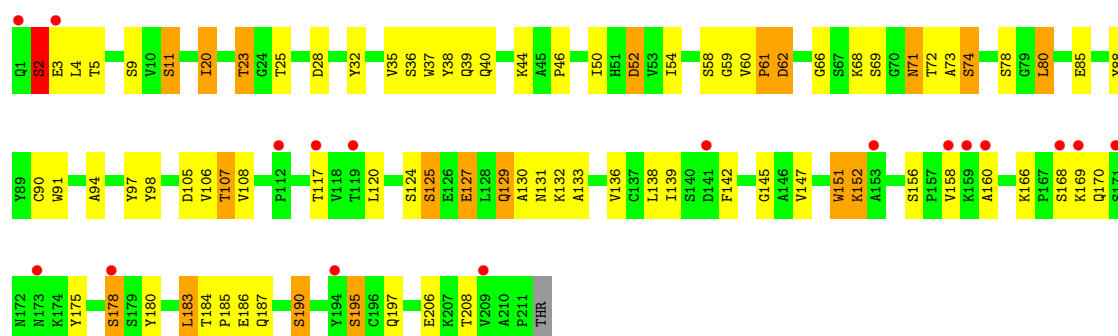 Q1 S2 E3 L4 T5 S9 V10 S11 I20 T23 G24 T25 D28 Y32 V35 S36 W37 Y38 Q39 Q40 K44 A45 P46 I50 H51 D52 V53 I54 S58 G59 V60 P61 D62 G66 S67 K68 S69 G70 N71 T72 A73 S74 S78 G79 L80 E85 Y88
Y89 C90 W91 A94 Y97 Y98 D105 V106 T107 V108 P112 T117 V118 T119 L120 S124 S125 E126 E127 L128 Q129 A130 N131 K132 A133 V136 C137 L138 I139 S140 D141 F142 G145 A146 V147 W151 K152 A153 S156 P157 V158 K159 A160 K166 P167 S168 K169 Q170 S171
N172 N173 K174 Y175 S178 S179 Y180 L183 T184 P185 E186 Q187 S190 Y194 S195 C196 Q197 E206 K207 T208 V209 A210 P211 THR